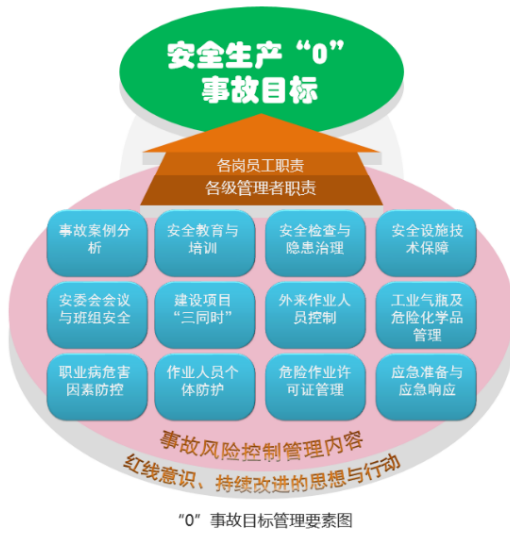 安全生产“0”
事故目标
各岗员工职责
各级管理者职责
事故案例分
析
安全教育与
培训
安全检查与
隐患治理
安全设施技
术保障
安委会会议
与班组安全
建设项目
“三同时”
外来作业人
员控制
工业气瓶及
危险化学品
管理
职业病危害
因素防控
作业人员个
体防护
危险作业许
可证管理
应急准备与
应急响应
事故风险控制管理内容
红线意识、持续改进的思想与行动
“0”事故目标管理要素图